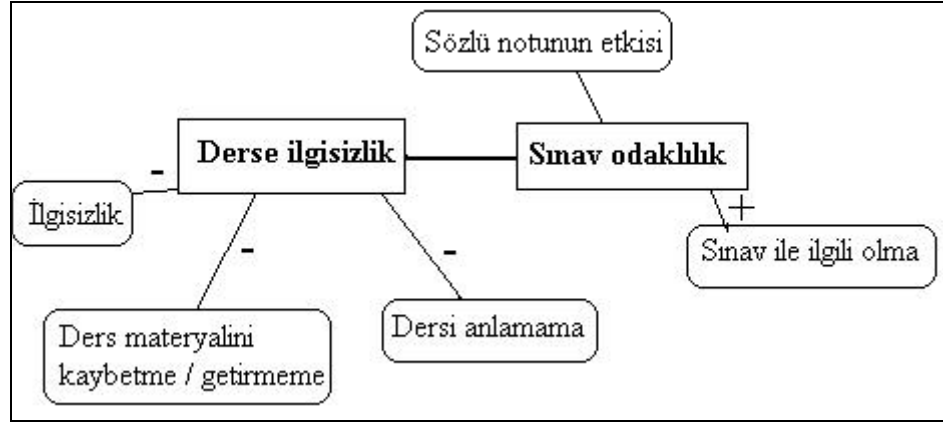 Sözlü notunun etkisi
Derse ilgisizlik
Sınav odaklılık
-
İlgisizlik
-
-
+
Sınav ile ilgili olma
Ders materyalini
kaybetme / getirmeme
Dersi anlamama